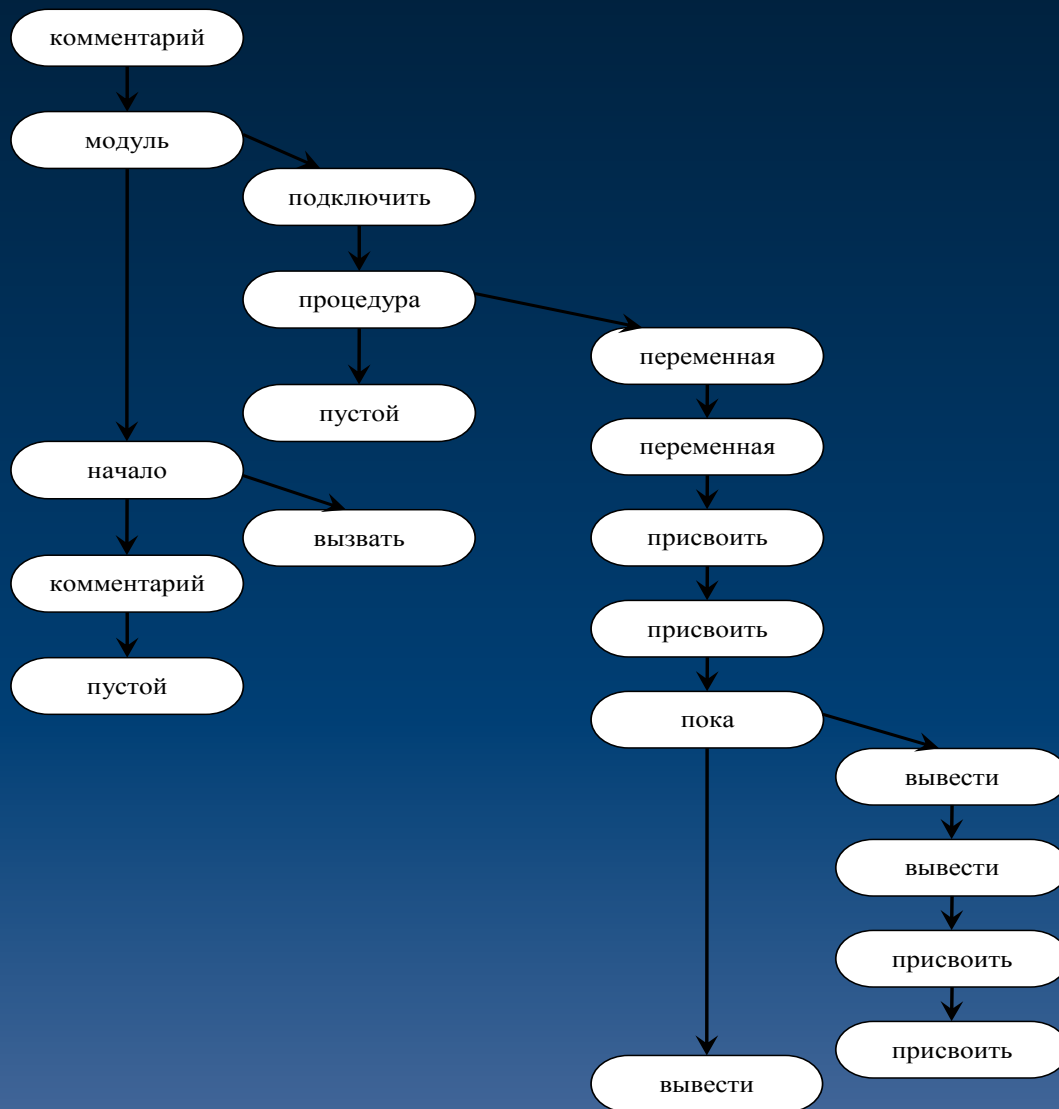 комментарий
модуль
подключить
процедура
переменная
пустой
переменная
начало
присвоить
вызвать
комментарий
присвоить
пустой
пока
вывести
вывести
присвоить
присвоить
вывести